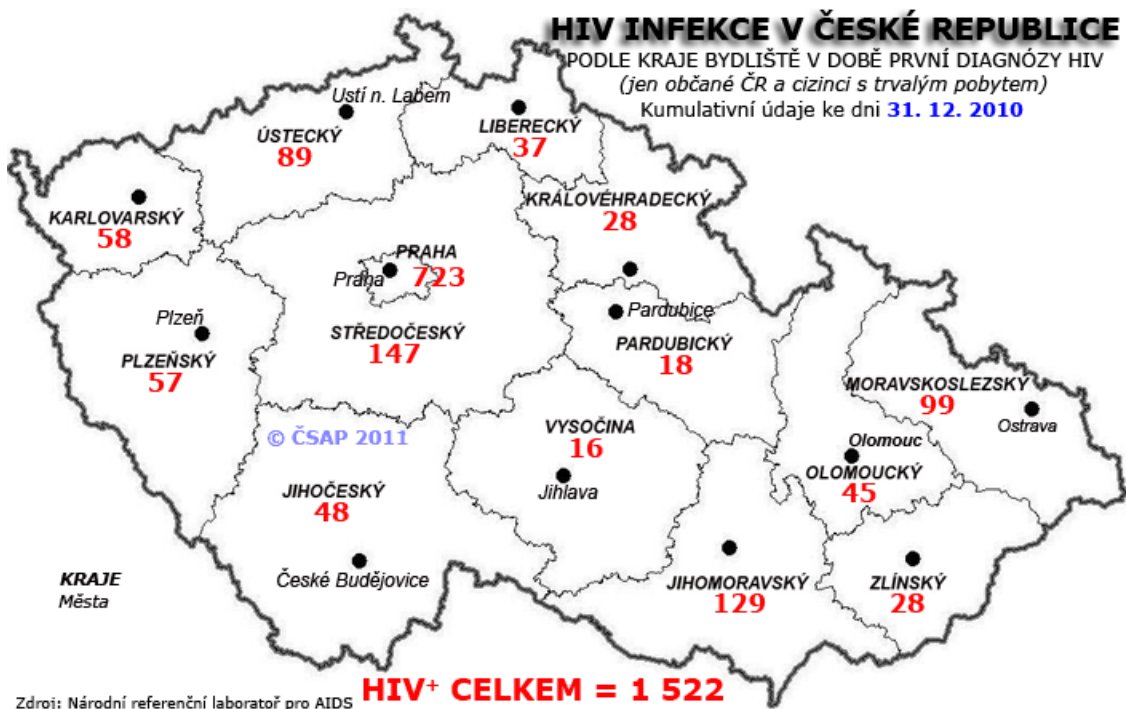 HIV INFEKCE V ČESKÉ REPUBLICE
PODLE KRAJE BYDLIŠTĚ V DOBĚ PRVNÍ DIAGNÓZY HIV
(jen občané ČR a cizinci s trvalým pobytem)
Kumulativní údaje ke dni 31. 12. 2010
Ustí n. Labem
ÚSTECKÝ
89
LIBERECKÝ
37
KARLOVARSKÝ
58
KRÁLOVÉHRADECKÝ
28
PRAHA
Praha
723
STŘEDOČESKÝ
147
Plzeň
PLZEŇSKÝ
57
Pardubice
PARDUBICKÝ
18
MORAVSKOSLEZSKÝ
99
Ostrava
© ČSAP 2011
VYSOČINA
16
Jihlava
Olomouc
OLOMOUCKÝ
45
JIHOČESKÝ
48
České Budějovice
JIHOMORAVSKÝ
129
ZLÍNSKÝ
28
KRAJE
Města
Zdroj: Národní referenční laboratoř pro AIDS
HIV⁺ CELKEM = 1 522